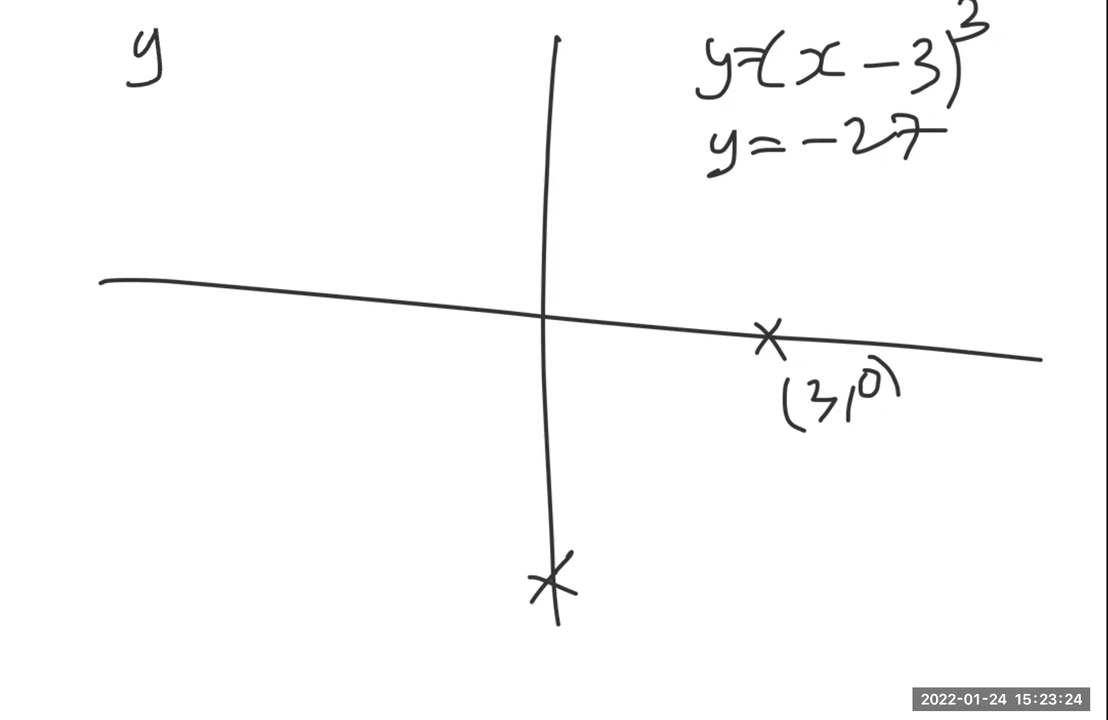 y
y=(x-3)³
y=-27
(3,0)
2022-01-24 15:23:24